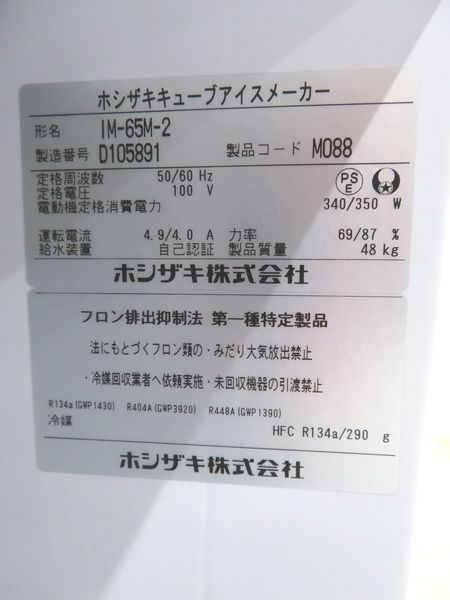 ホシザキキューブアイスメーカー
形名 IM-65M-2
製造番号 D105891 製品コード M088
定格周波数 50/60 Hz
定格電圧 100 V
PS E
電動機定格消費電力 340/350 W
運転電流 4.9/4.0 A 力率 69/87 %
給水装置 自己認証 製品質量 48 kg
ホシザキ株式会社
フロン排出抑制法 第一種特定製品
法にもとづくフロン類の・みだり大気放出禁止
・冷媒回収業者へ依頼実施・未回収機器の引渡禁止
R134a(GWP1430) R404A(GWP3920) R448A(GWP1390)
冷媒 HFC R134a/290 g
ホシザキ株式会社